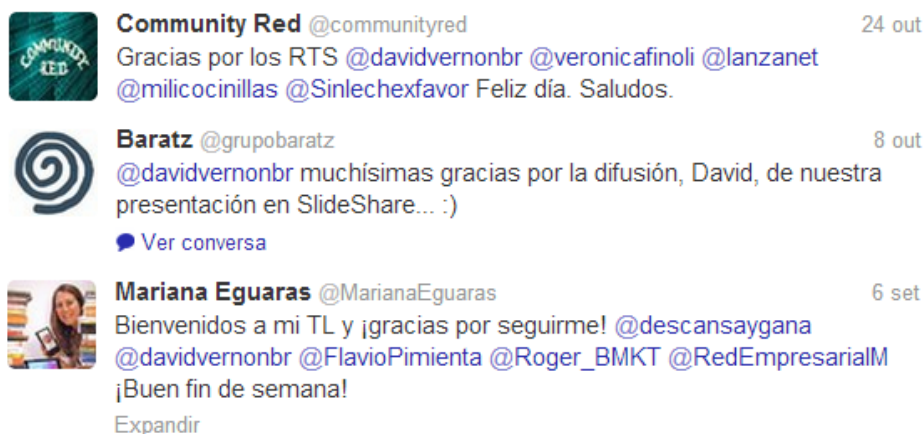 Community Red @communityred 24 out
Gracias por los RTS @davidvernonbr @veronicafinoli @lanzanet
@milicocinillas @Sinlechexfavor Feliz día. Saludos.
COMMUNITY
RED
Baratz @grupobaratz 8 out
@davidvernonbr muchísimas gracias por la difusión, David, de nuestra
presentación en SlideShare... :)
Ver conversa
Mariana Eguaras @MarianaEguaras 6 set
Bienvenidos a mi TL y ¡gracias por seguirme! @descansaygana
@davidvernonbr @FlavioPimienta @Roger_BMKT @RedEmpresarialM
¡Buen fin de semana!
Expandir